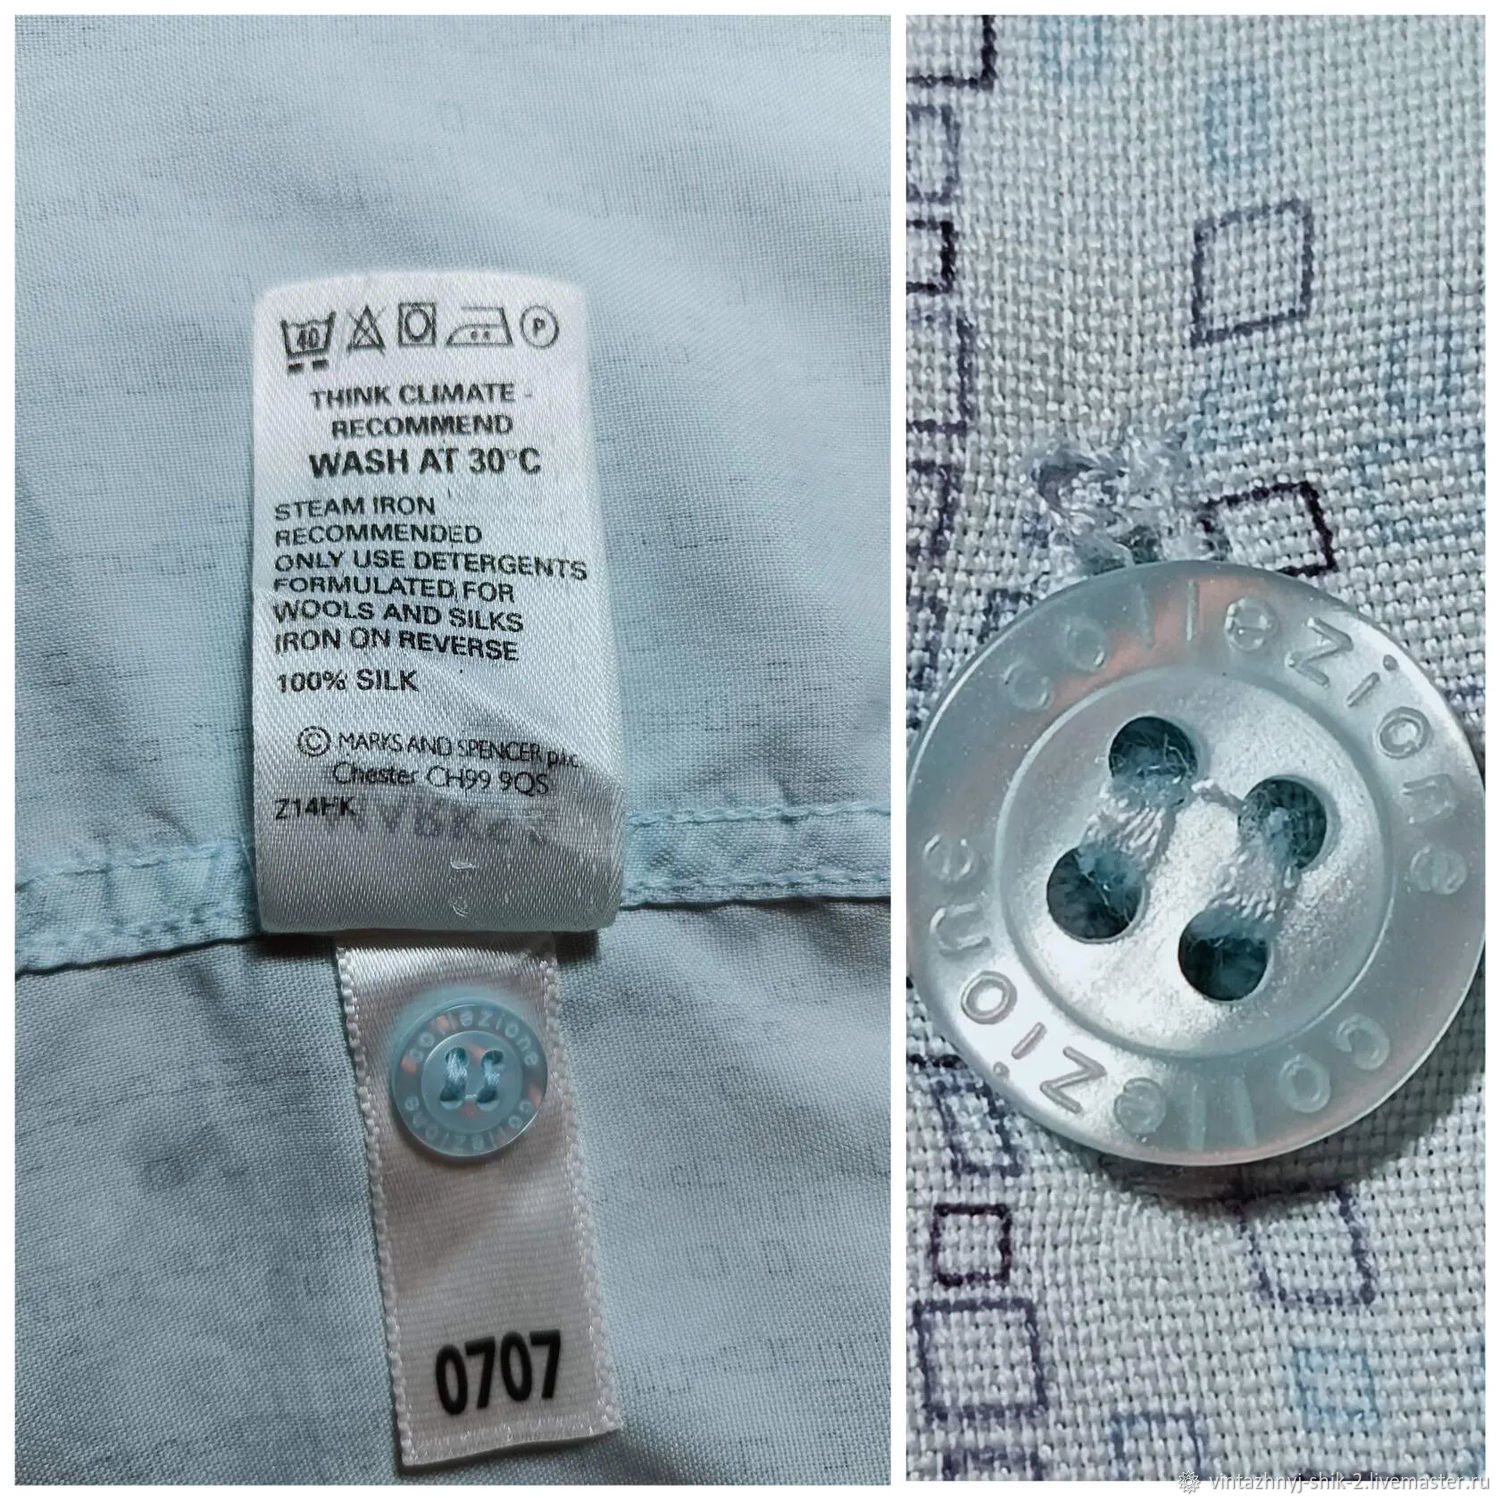 40
P
THINK CLIMATE -
RECOMMEND
WASH AT 30°C
STEAM IRON
RECOMMENDED
ONLY USE DETERGENTS
FORMULATED FOR
WOOLS AND SILKS
IRON ON REVERSE
100% SILK
© MARKS AND SPENCER p.l.c.
Chester CH99 9QS
Z14HK
collezione
collezione
0707
collezione
collezione
vintazhnyj-shik-2.livemaster.ru